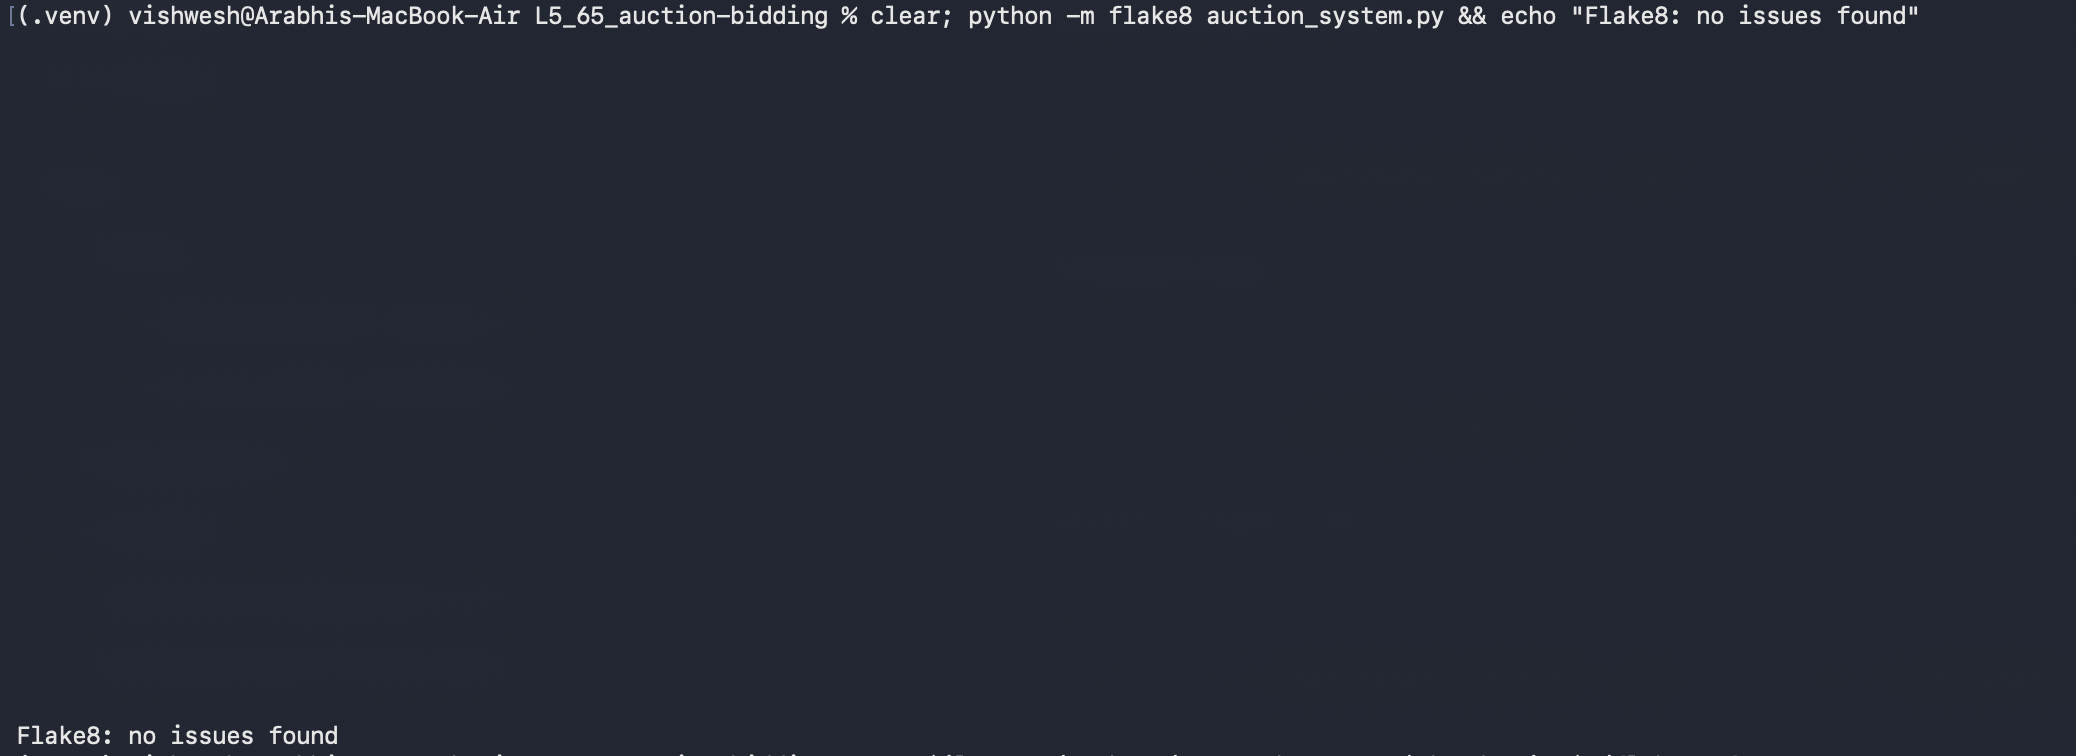 [(.venv) vishwesh@Arabhis-MacBook-Air L5_65_auction-bidding % clear; python -m flake8 auction_system.py && echo "Flake8: no issues found"
Flake8: no issues found